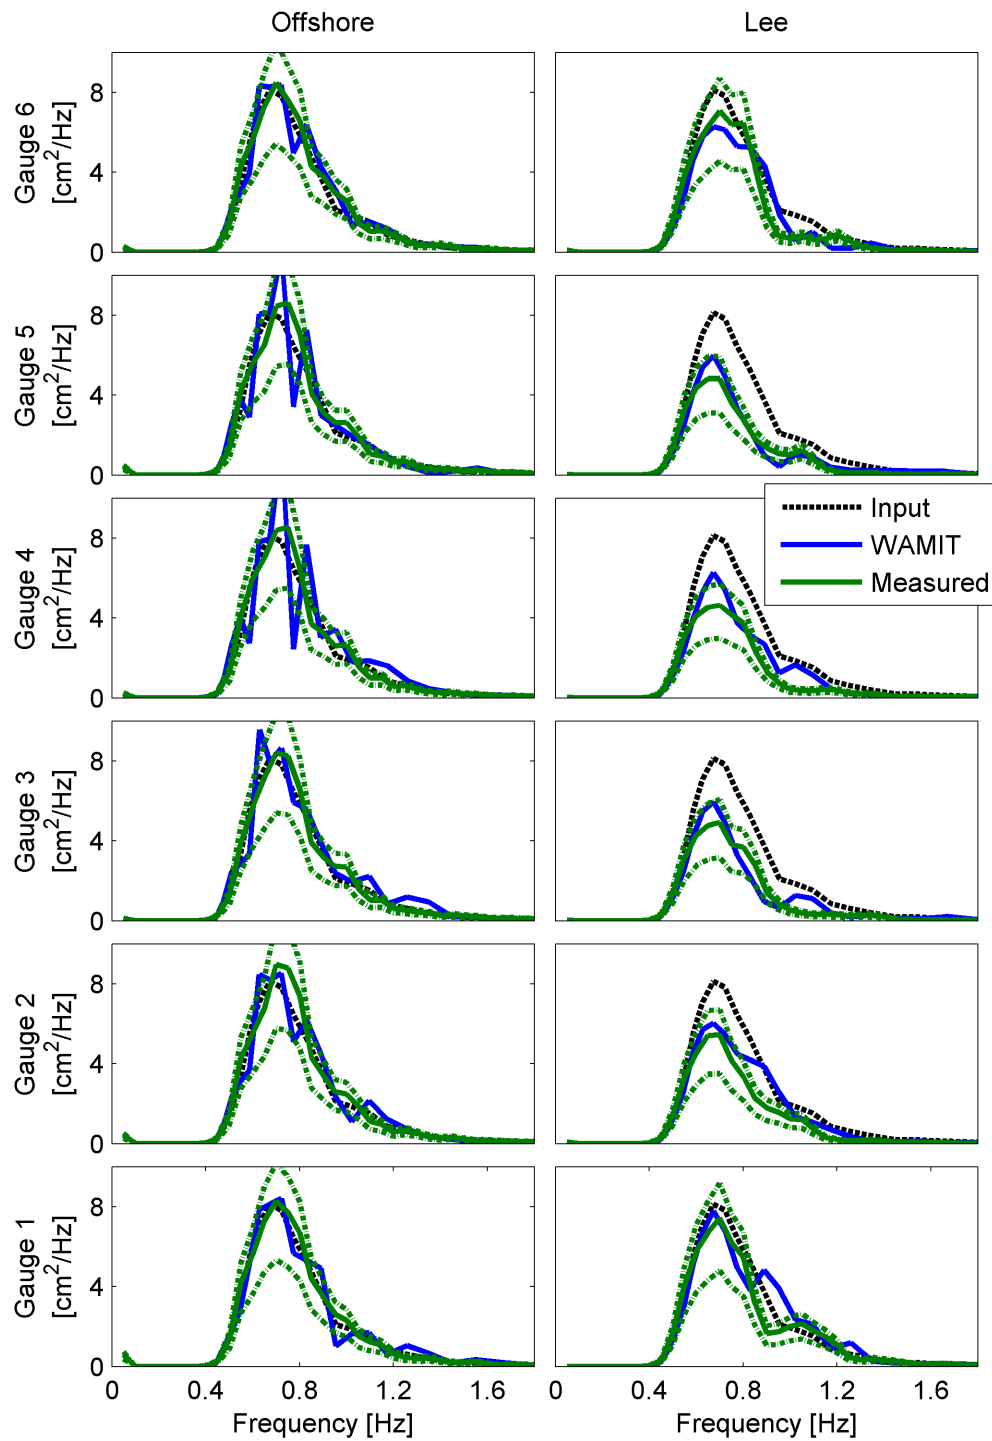 Offshore Lee
Gauge 6
[cm²/Hz]
8
4
0
Gauge 5
[cm²/Hz]
8
4
0
Input
WAMIT
Measured
Gauge 4
[cm²/Hz]
8
4
0
Gauge 3
[cm²/Hz]
8
4
0
Gauge 2
[cm²/Hz]
8
4
0
Gauge 1
[cm²/Hz]
8
4
0
0 0.4 0.8 1.2 1.6 0 0.4 0.8 1.2 1.6
Frequency [Hz] Frequency [Hz]